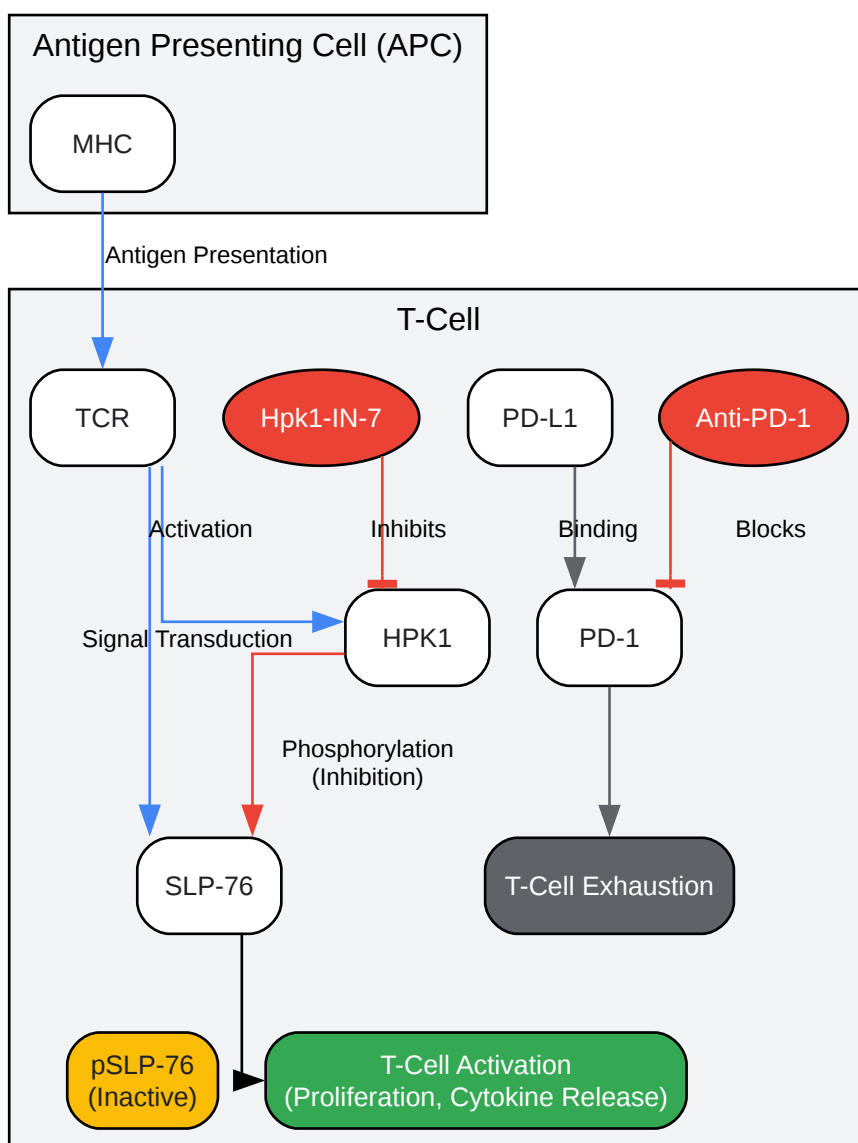 Antigen Presenting Cell (APC)
MHC
Antigen Presentation
T-Cell
TCR
Hpk1-IN-7
PD-L1
Anti-PD-1
Activation
Inhibits
Binding
Blocks
Signal Transduction
HPK1
PD-1
Phosphorylation
(Inhibition)
SLP-76
T-Cell Exhaustion
pSLP-76
(Inactive)
T-Cell Activation
(Proliferation, Cytokine Release)